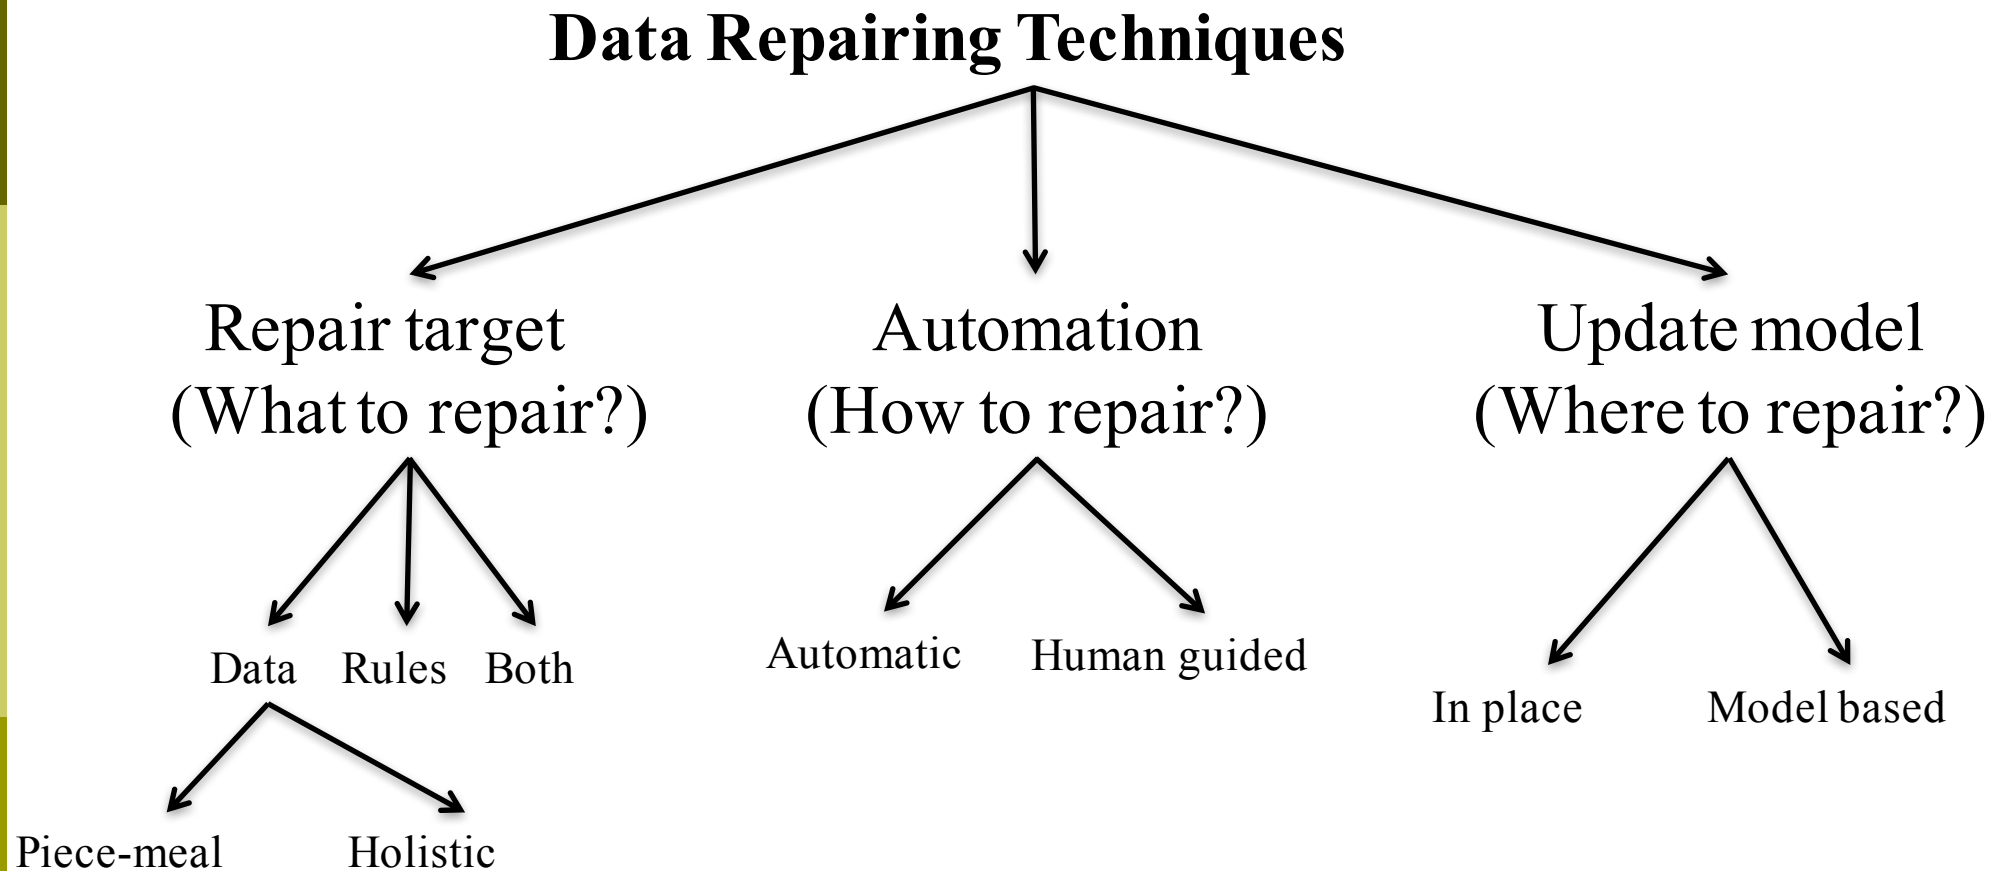 Data Repairing Techniques
Repair target
(What to repair?)
Automation
(How to repair?)
Update model
(Where to repair?)
Data
Rules
Both
Automatic
Human guided
In place
Model based
Piece-meal
Holistic